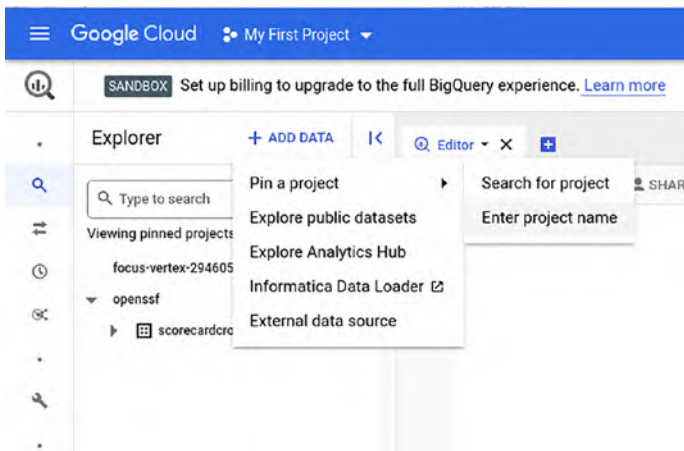 Google Cloud My First Project
SANDBOX Set up billing to upgrade to the full BigQuery experience. Learn more
Explorer + ADD DATA Editor
Type to search
Viewing pinned projects
focus-vertex-294605
openssf
scorecardcro
Pin a project
Explore public datasets
Explore Analytics Hub
Informatica Data Loader
External data source
Search for project
Enter project name
SHAR